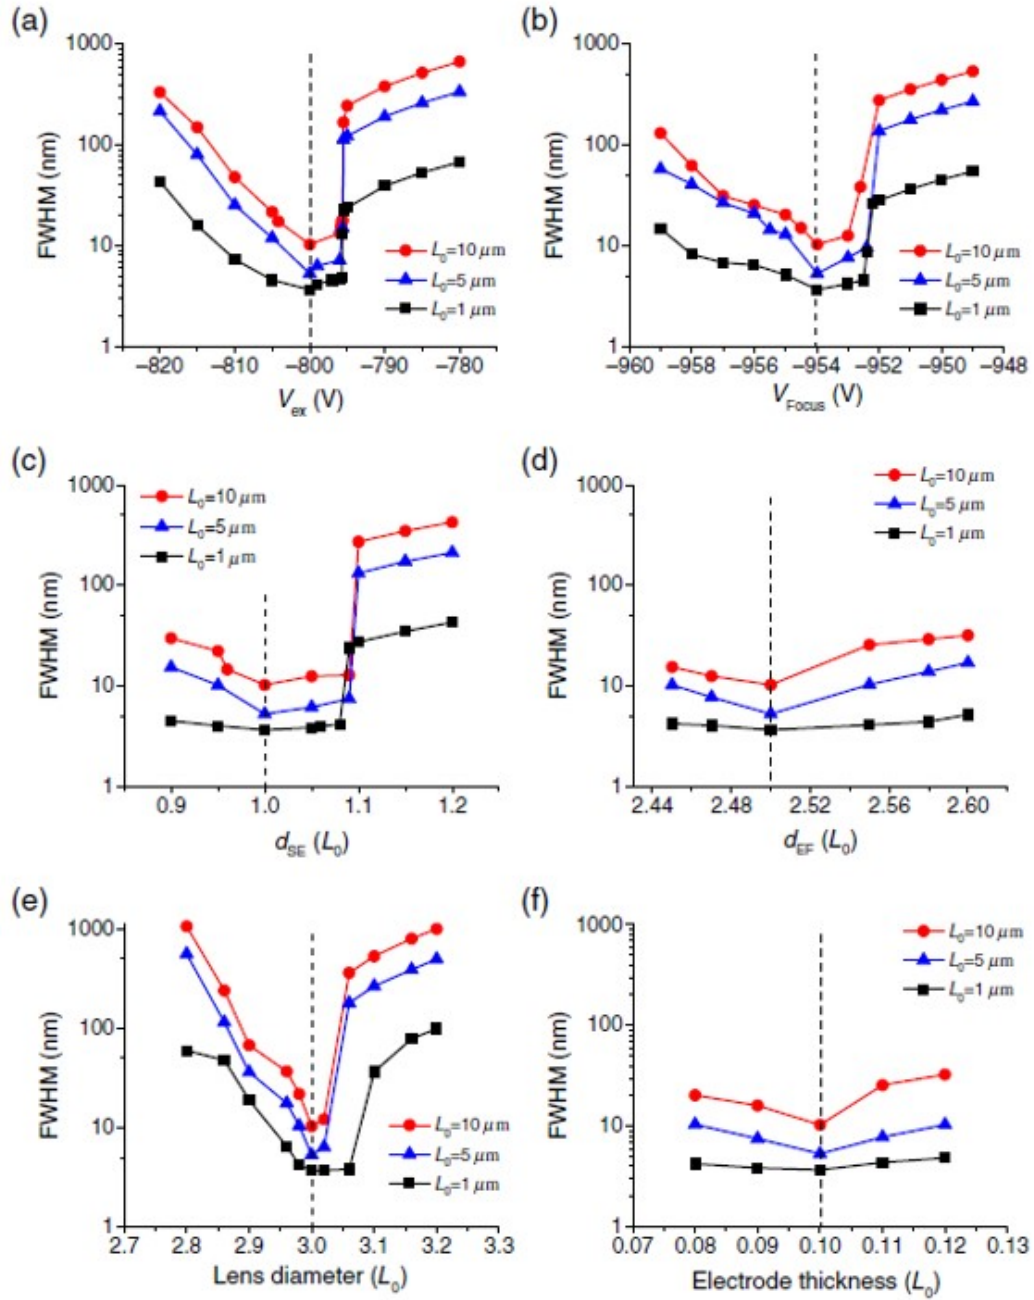 (a)
1000
100
10
1
FWHM (nm)
L₀=10 μm
L₀=5 μm
L₀=1 μm
−820 −810 −800 −790 −780
V_ex (V)
(b)
1000
100
10
1
FWHM (nm)
L₀=10 μm
L₀=5 μm
L₀=1 μm
−960 −958 −956 −954 −952 −950 −948
V_Focus (V)
(c)
1000
100
10
1
FWHM (nm)
L₀=10 μm
L₀=5 μm
L₀=1 μm
0.9 1.0 1.1 1.2
d_SE (L₀)
(d)
1000
100
10
1
FWHM (nm)
L₀=10 μm
L₀=5 μm
L₀=1 μm
2.44 2.48 2.52 2.56 2.60
d_EF (L₀)
(e)
1000
100
10
1
FWHM (nm)
L₀=10 μm
L₀=5 μm
L₀=1 μm
2.7 2.8 2.9 3.0 3.1 3.2 3.3
Lens diameter (L₀)
(f)
1000
100
10
1
FWHM (nm)
L₀=10 μm
L₀=5 μm
L₀=1 μm
0.07 0.08 0.09 0.10 0.11 0.12 0.13
Electrode thickness (L₀)